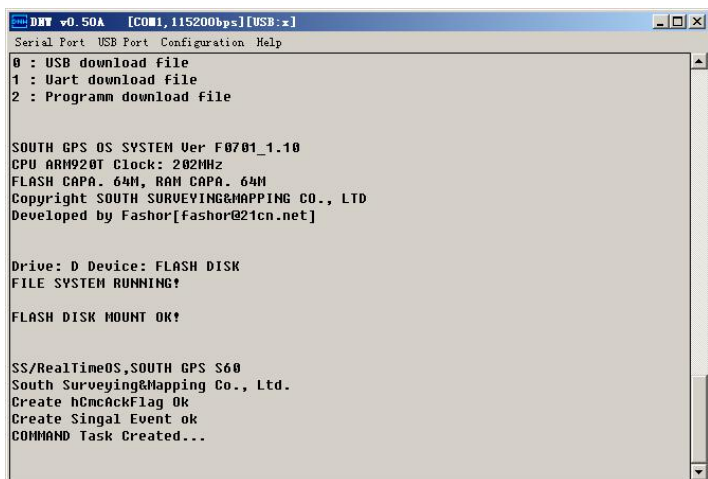 DNW v0.50A [COM1,115200bps][USB:x]
Serial Port USB Port Configuration Help
0 : USB download file
1 : Uart download file
2 : Programm download file
SOUTH GPS OS SYSTEM Ver F0701_1.10
CPU ARM920T Clock: 202MHz
FLASH CAPA. 64M, RAM CAPA. 64M
Copyright SOUTH SURVEYING&MAPPING CO., LTD
Developed by Fashor[fashor@21cn.net]
Drive: D Device: FLASH DISK
FILE SYSTEM RUNNING!
FLASH DISK MOUNT OK!
SS/RealTimeOS,SOUTH GPS S60
South Surveying&Mapping Co., Ltd.
Create hCmcAckFlag Ok
Create Singal Event ok
COMMAND Task Created...